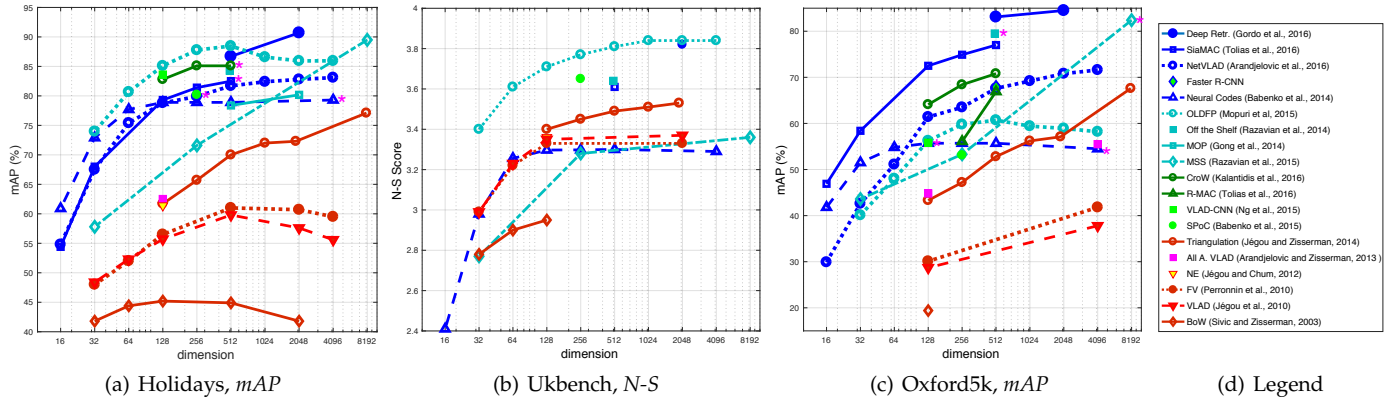 95
90
85
80
75
70
65
60
55
50
45
40
mAP (%)
16 32 64 128 256 512 1024 2048 4096 8192
dimension
*
*
*
*
*
(a) Holidays, mAP
4
3.8
3.6
3.4
3.2
3
2.8
2.6
2.4
N-S Score
16 32 64 128 256 512 1024 2048 4096 8192
dimension
(b) Ukbench, N-S
80
70
60
50
40
30
20
mAP (%)
16 32 64 128 256 512 1024 2048 4096 8192
dimension
*
*
*
*
(c) Oxford5k, mAP
Deep Retr. (Gordo et al., 2016)
SiaMAC (Tolias et al., 2016)
NetVLAD (Arandjelovic et al., 2016)
Faster R-CNN
Neural Codes (Babenko et al., 2014)
OLDFP (Mopuri et al., 2015)
Off the Shelf (Razavian et al., 2014)
MOP (Gong et al., 2014)
MSS (Razavian et al., 2015)
CroW (Kalantidis et al., 2016)
R-MAC (Tolias et al., 2016)
VLAD-CNN (Ng et al., 2015)
SPoC (Babenko et al., 2015)
Triangulation (Jégou and Zisserman, 2014)
All A. VLAD (Arandjelovic and Zisserman, 2013 )
NE (Jégou and Chum, 2012)
FV (Perronnin et al., 2010)
VLAD (Jégou et al., 2010)
BoW (Sivic and Zisserman, 2003)
(d) Legend